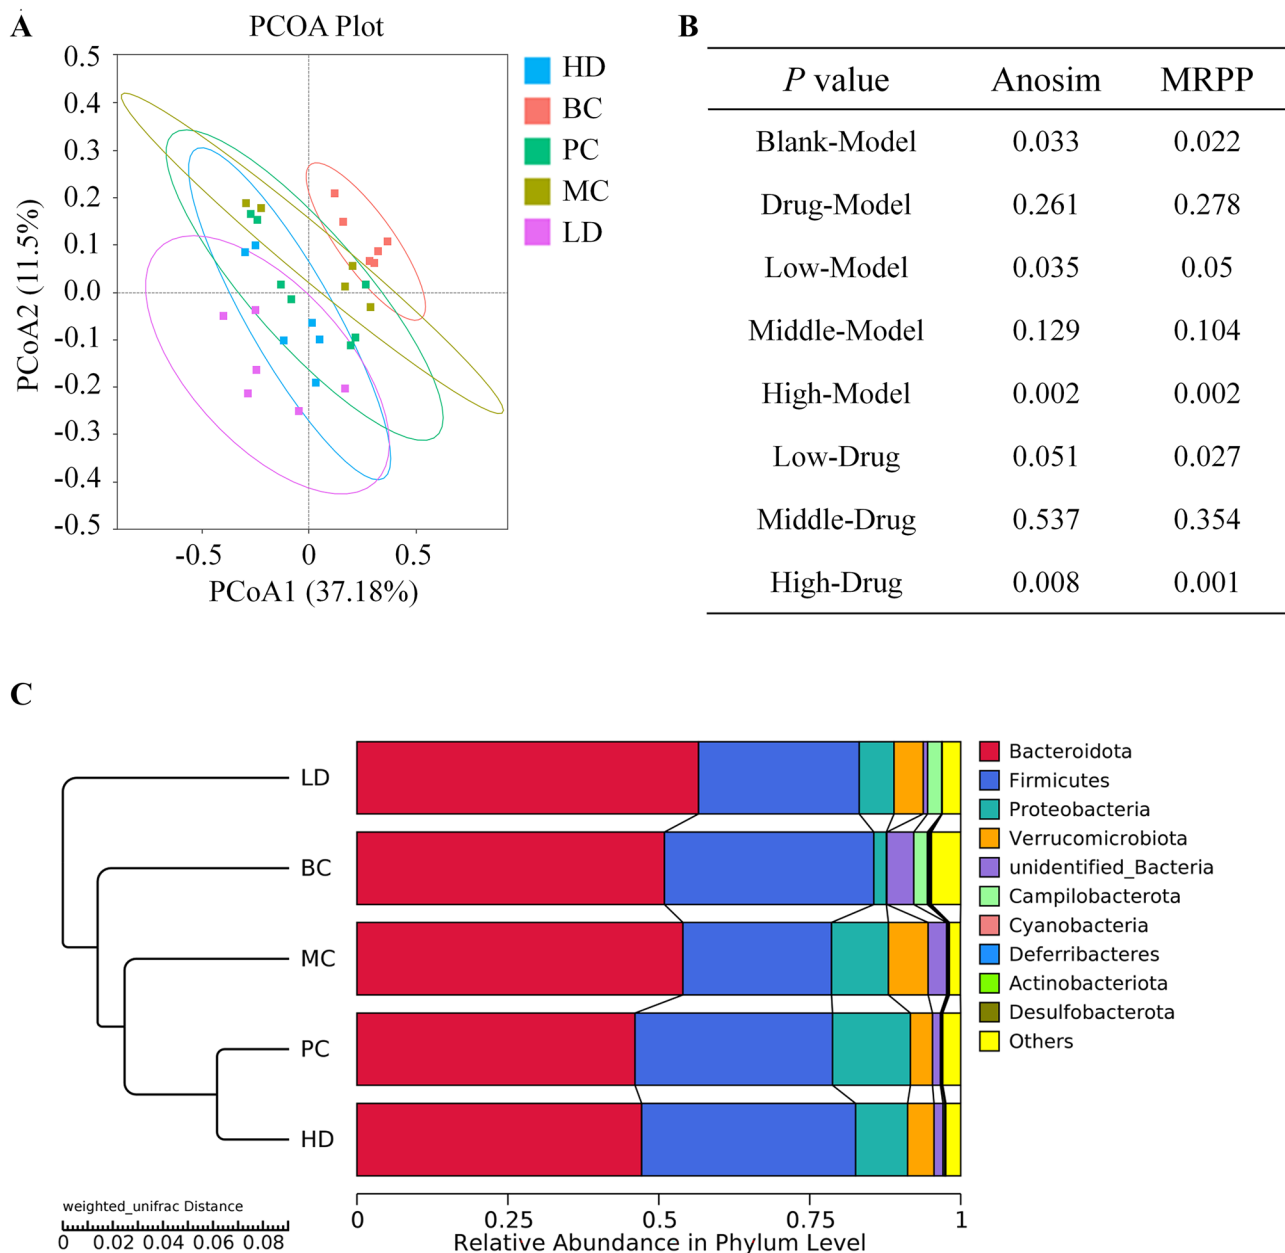 A
PCOA Plot
0.5
0.4
0.3
0.2
0.1
0.0
-0.1
-0.2
-0.3
-0.4
-0.5
PCoA2 (11.5%)
-0.5 0 0.5
PCoA1 (37.18%)
HD
BC
PC
MC
LD
B
P value Anosim MRPP
Blank-Model 0.033 0.022
Drug-Model 0.261 0.278
Low-Model 0.035 0.05
Middle-Model 0.129 0.104
High-Model 0.002 0.002
Low-Drug 0.051 0.027
Middle-Drug 0.537 0.354
High-Drug 0.008 0.001
C
LD
BC
MC
PC
HD
weighted_unifrac Distance
0 0.02 0.04 0.06 0.08
0 0.25 0.5 0.75 1
Relative Abundance in Phylum Level
Bacteroidota
Firmicutes
Proteobacteria
Verrucomicrobiota
unidentified_Bacteria
Campilobacterota
Cyanobacteria
Deferribacteres
Actinobacteriota
Desulfobacterota
Others